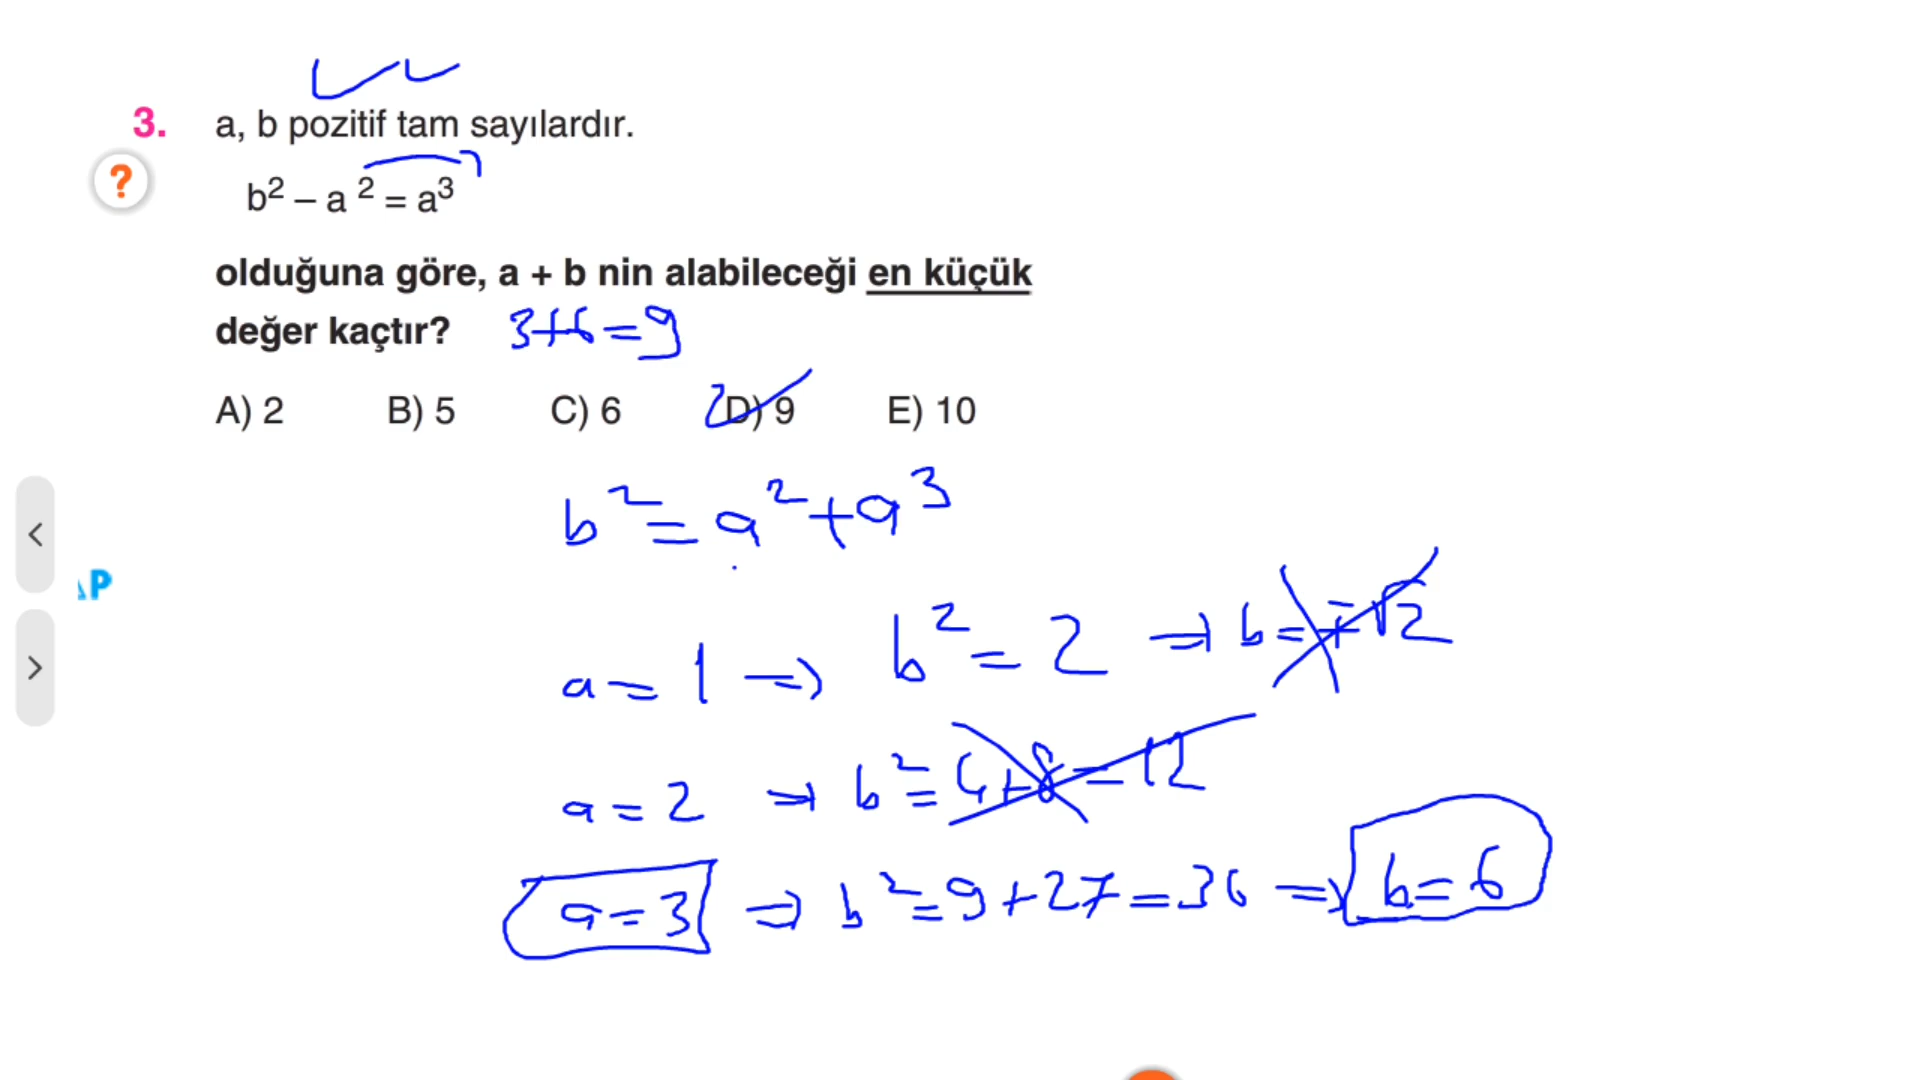 3. a, b pozitif tam sayılardır.
?
b² – a ² = a³
olduğuna göre, a + b nin alabileceği en küçük
değer kaçtır? 3+6=9
A) 2 B) 5 C) 6 D) 9 E) 10
b² = a² + a³
<
AP
a = 1 ⇒ b² = 2 ⇒ b = ∓√2
>
a = 2 ⇒ b² = 4+8 = 12
a = 3 ⇒ b² = 9+27 = 36 ⇒ b = 6